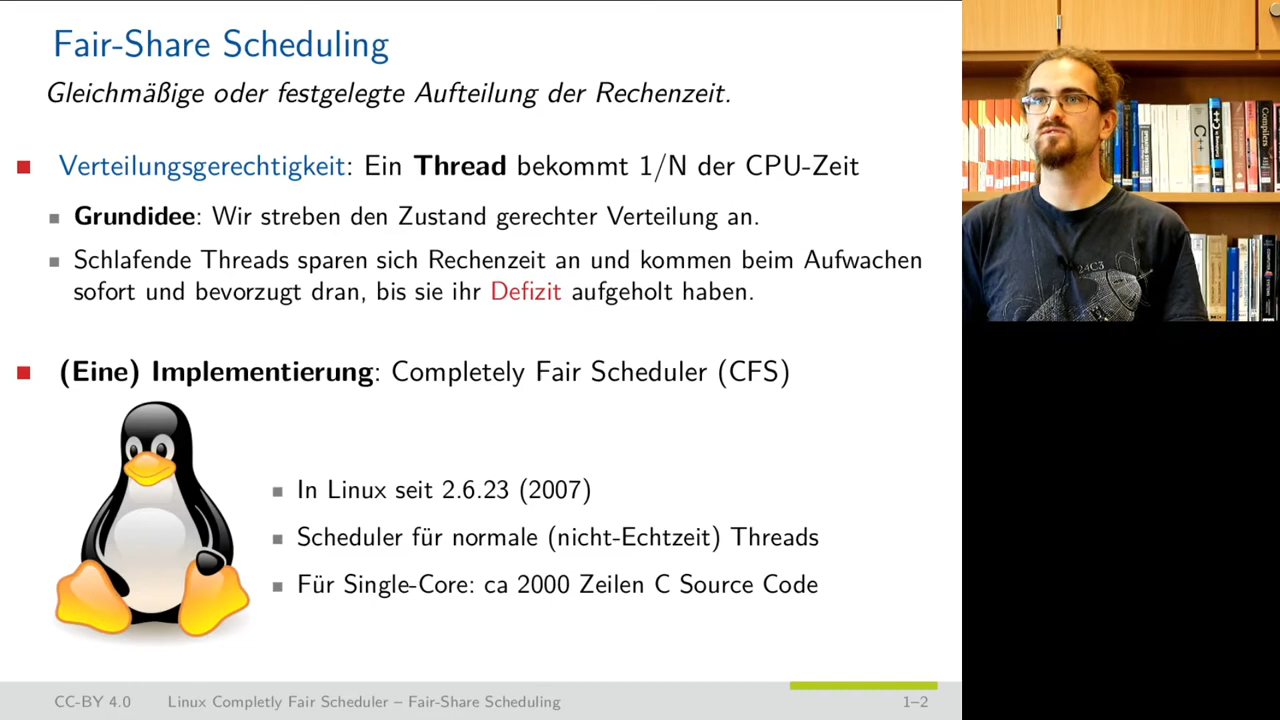 Fair-Share Scheduling
Gleichmäßige oder festgelegte Aufteilung der Rechenzeit.
Verteilungsgerechtigkeit: Ein Thread bekommt 1/N der CPU-Zeit
Grundidee: Wir streben den Zustand gerechter Verteilung an.
Schlafende Threads sparen sich Rechenzeit an und kommen beim Aufwachen
sofort und bevorzugt dran, bis sie ihr Defizit aufgeholt haben.
(Eine) Implementierung: Completely Fair Scheduler (CFS)
In Linux seit 2.6.23 (2007)
Scheduler für normale (nicht-Echtzeit) Threads
Für Single-Core: ca 2000 Zeilen C Source Code
CC-BY 4.0 Linux Completly Fair Scheduler – Fair-Share Scheduling 1–2
24C3
C++
Compilers